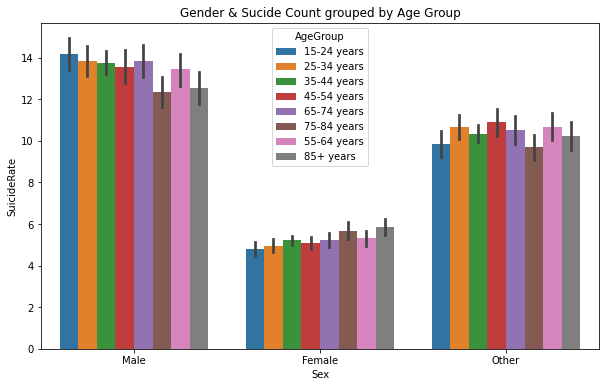 Gender & Sucide Count grouped by Age Group
AgeGroup
15-24 years
25-34 years
35-44 years
45-54 years
65-74 years
75-84 years
55-64 years
85+ years
SuicideRate
14
12
10
8
6
4
2
0
Male
Female
Other
Sex